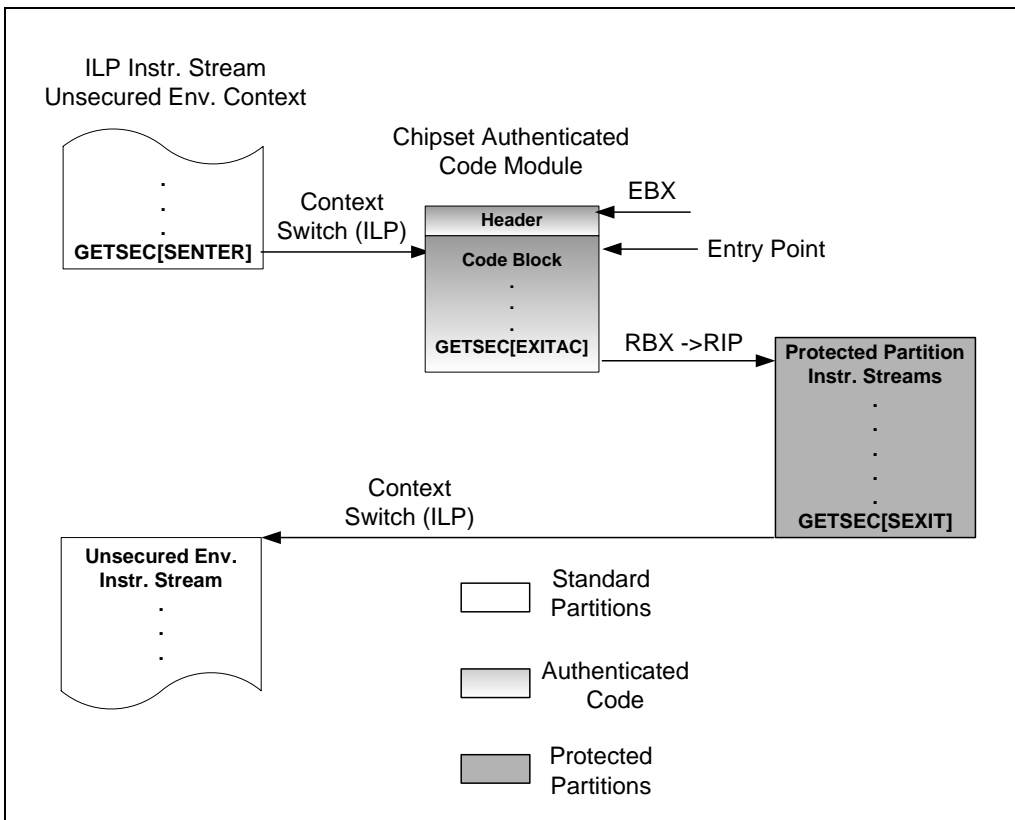 ILP Instr. Stream
Unsecured Env. Context
.
.
.
GETSEC[SENTER]
Context
Switch (ILP)
Chipset Authenticated
Code Module
Header
Code Block
.
.
.
GETSEC[EXITAC]
EBX
Entry Point
RBX ->RIP
Protected Partition
Instr. Streams
.
.
.
.
.
GETSEC[SEXIT]
Context
Switch (ILP)
Unsecured Env.
Instr. Stream
.
.
.
Standard
Partitions
Authenticated
Code
Protected
Partitions